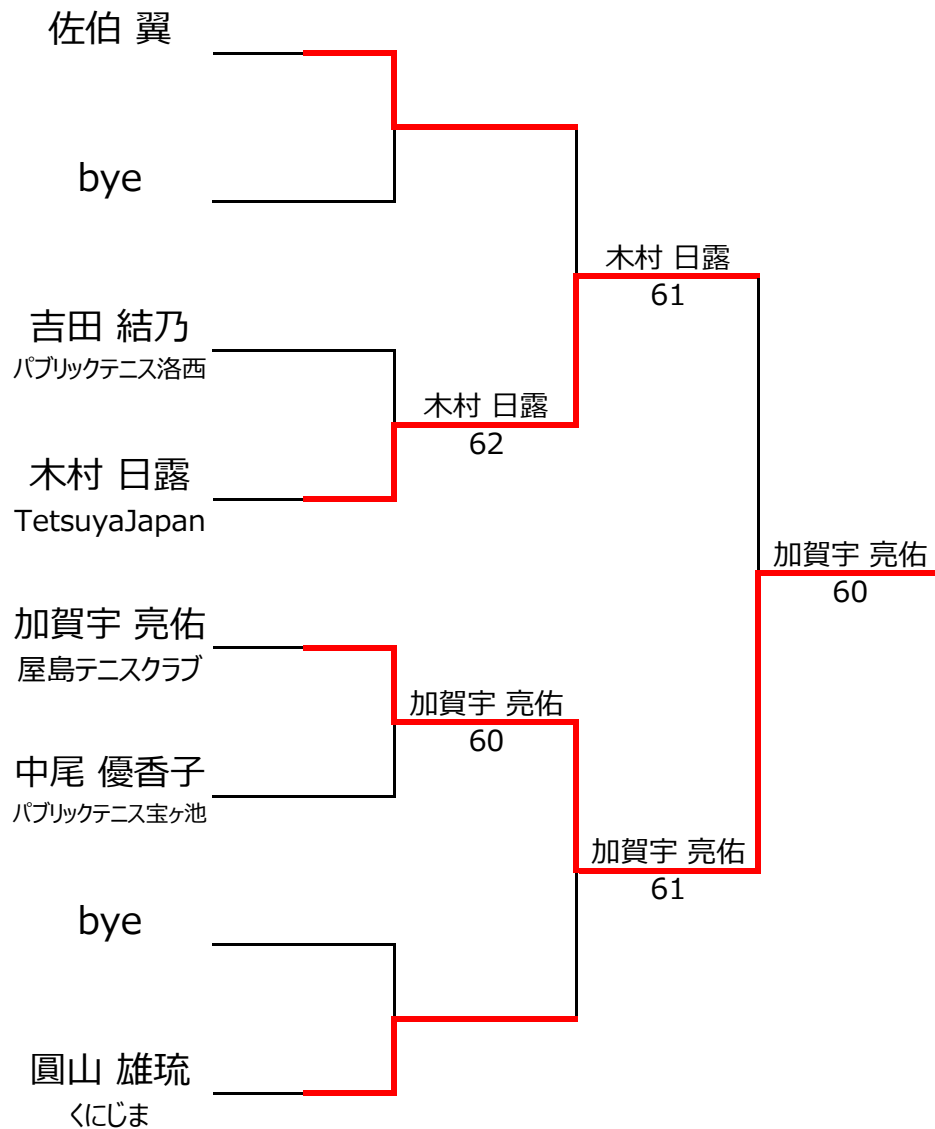 佐伯 翼
bye
吉田 結乃
パブリックテニス洛西
木村 日露
TetsuyaJapan
加賀宇 亮佑
屋島テニスクラブ
中尾 優香子
パブリックテニス宝ヶ池
bye
圓山 雄琉
くにじま
木村 日露
62
加賀宇 亮佑
60
木村 日露
61
加賀宇 亮佑
61
加賀宇 亮佑
60